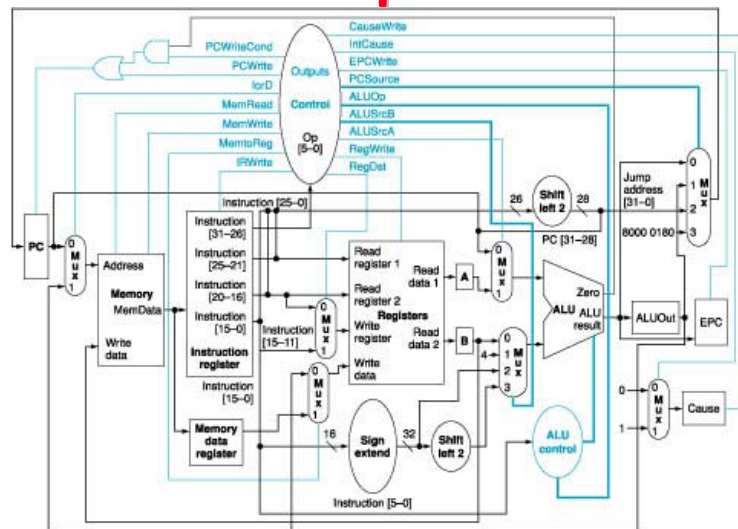 CauseWrite
IntCause
EPCWrite
PCSource
ALUOp
ALUSrcB
ALUSrcA
RegWrite
RegDst
PCWriteCond
PCWrite
IorD
MemRead
MemWrite
MemtoReg
IRWrite
Outputs
Control
Op
[5–0]
Instruction [25–0]
26
Shift
left 2
28
Jump
address
[31–0]
PC [31–28]
8000 0180
0
1
2
3
M
u
x
PC
0
M
u
x
1
Address
Memory
MemData
Write
data
Instruction
[31–26]
Instruction
[25–21]
Instruction
[20–16]
Instruction
[15–0]
Instruction
register
Instruction
[15–0]
Memory
data
register
Instruction
[15–11]
0
M
u
x
1
0
M
u
x
1
Read
register 1
Read
register 2
Registers
Write
register
Write
data
Read
data 1
Read
data 2
A
B
0
M
u
x
1
4
0
1
2
3
M
u
x
Zero
ALU
ALU
result
ALUOut
EPC
0
1
0
M
u
x
1
Cause
16
Sign
extend
32
Shift
left 2
ALU
control
Instruction [5–0]